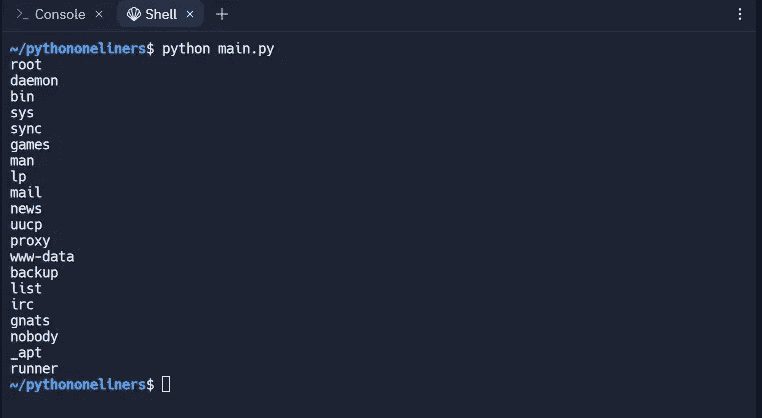 Console Shell
~/pythononeliners$ python main.py
root
daemon
bin
sys
sync
games
man
lp
mail
news
uucp
proxy
www-data
backup
list
irc
gnats
nobody
_apt
runner
~/pythononeliners$